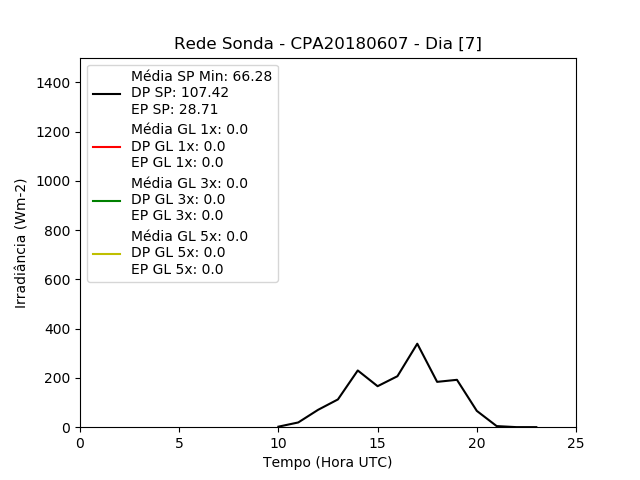 Rede Sonda - CPA20180607 - Dia [7]
Média SP Min: 66.28
DP SP: 107.42
EP SP: 28.71
Média GL 1x: 0.0
DP GL 1x: 0.0
EP GL 1x: 0.0
Média GL 3x: 0.0
DP GL 3x: 0.0
EP GL 3x: 0.0
Média GL 5x: 0.0
DP GL 5x: 0.0
EP GL 5x: 0.0
Irradiância (Wm-2)
1400
1200
1000
800
600
400
200
0
0 5 10 15 20 25
Tempo (Hora UTC)